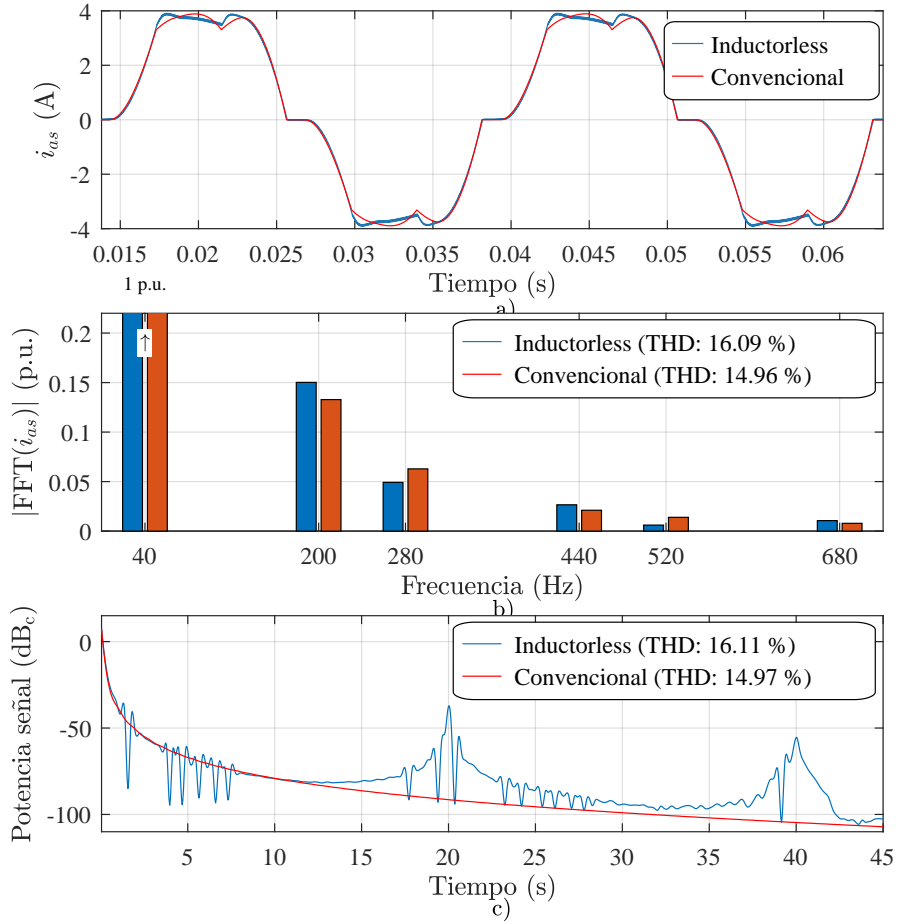 4
2
0
-2
-4
i_as (A)
Inductorless
Convencional
0.015 0.02 0.025 0.03 0.035 0.04 0.045 0.05 0.055 0.06
Tiempo (s)
a)
1 p.u.
0.2
0.15
0.1
0.05
0
|FFT(i_as)| (p.u.)
↑
Inductorless (THD: 16.09 %)
Convencional (THD: 14.96 %)
40 200 280 440 520 680
Frecuencia (Hz)
b)
0
-50
-100
Potencia señal (dB_c)
Inductorless (THD: 16.11 %)
Convencional (THD: 14.97 %)
5 10 15 20 25 30 35 40 45
Tiempo (s)
c)